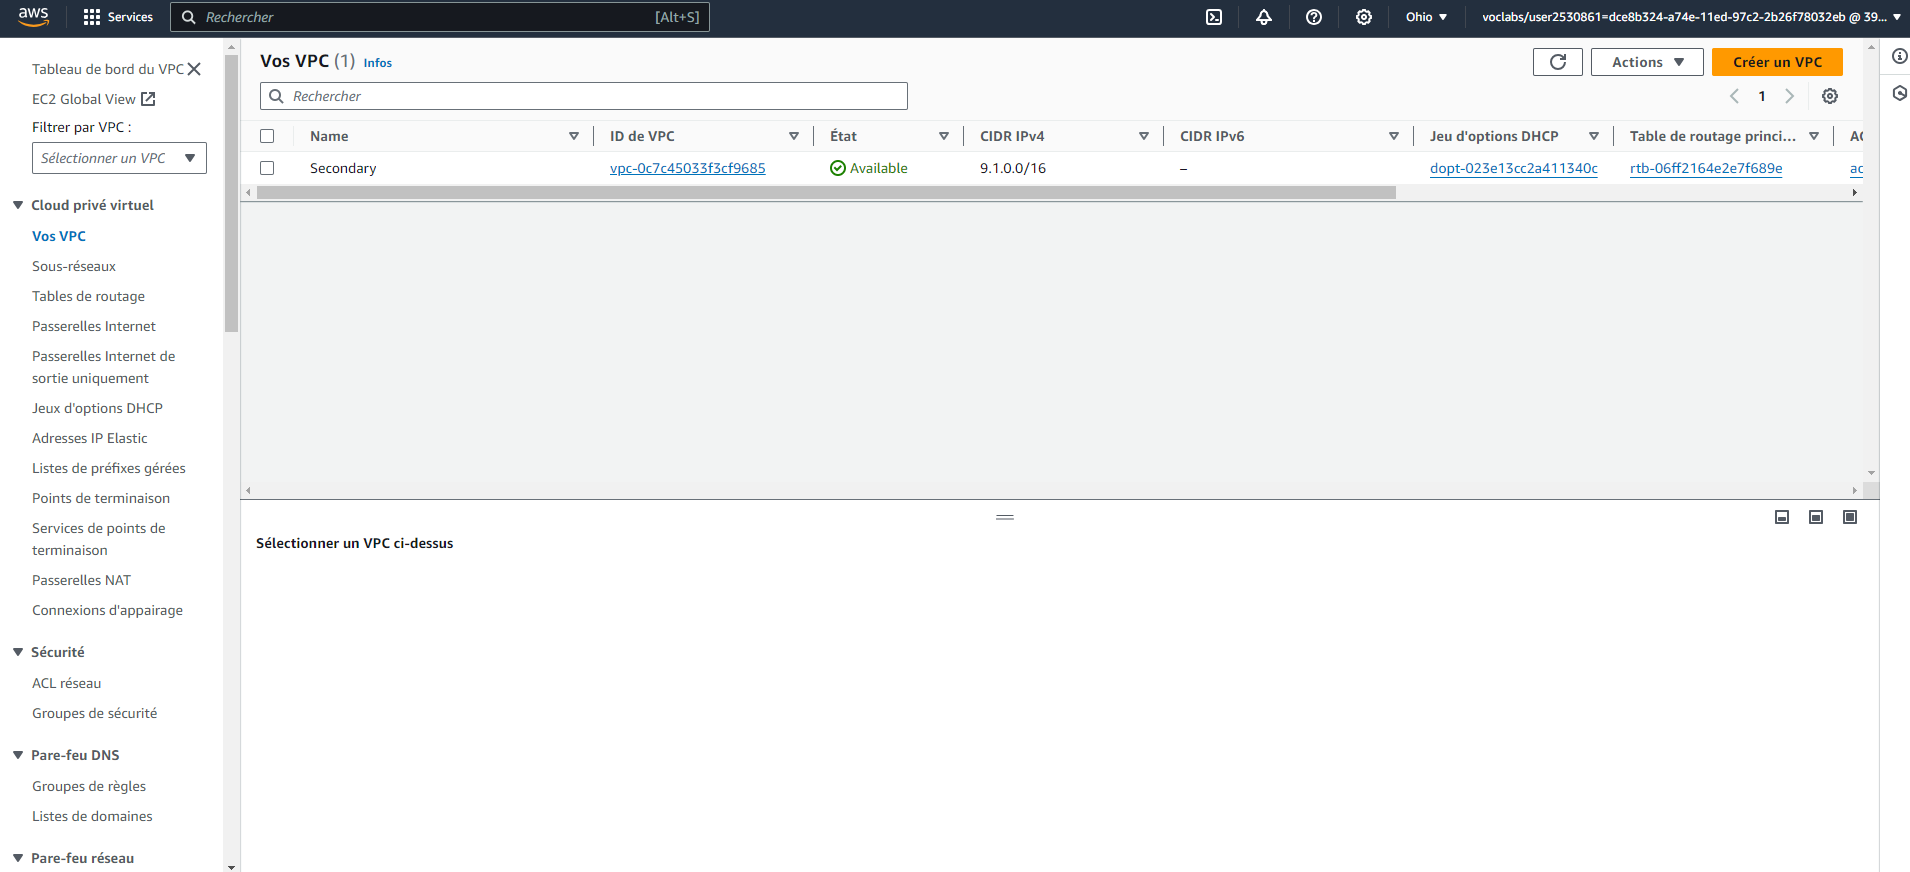 aws
Services
Rechercher
[Alt+S]
Ohio
voclabs/user2530861=dce8b324-a74e-11ed-97c2-2b26f78032eb @ 39...
Tableau de bord du VPC
EC2 Global View
Filtrer par VPC :
Sélectionner un VPC
Cloud privé virtuel
Vos VPC
Sous-réseaux
Tables de routage
Passerelles Internet
Passerelles Internet de
sortie uniquement
Jeux d'options DHCP
Adresses IP Elastic
Listes de préfixes gérées
Points de terminaison
Services de points de
terminaison
Passerelles NAT
Connexions d'appairage
Sécurité
ACL réseau
Groupes de sécurité
Pare-feu DNS
Groupes de règles
Listes de domaines
Pare-feu réseau
Vos VPC (1) Infos
Actions
Créer un VPC
Rechercher
1
Name ID de VPC État CIDR IPv4 CIDR IPv6 Jeu d'options DHCP Table de routage princi... AC
Secondary vpc-0c7c45033f3cf9685 Available 9.1.0.0/16 – dopt-023e13cc2a411340c rtb-06ff2164e2e7f689e ac
Sélectionner un VPC ci-dessus